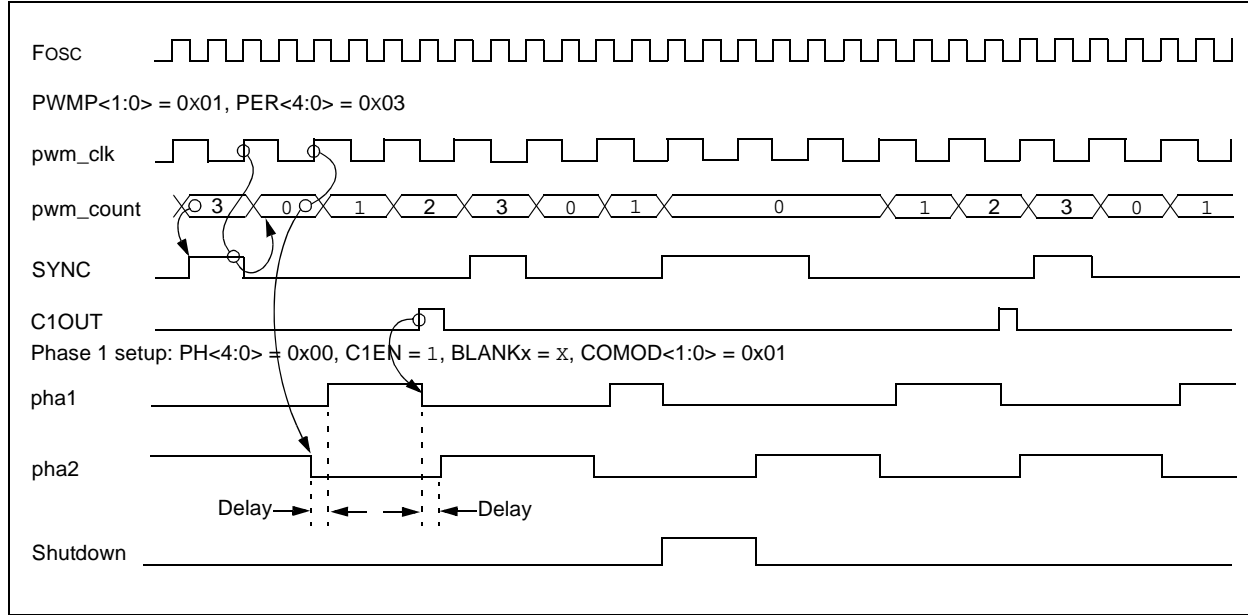 FOSC
PWMP<1:0> = 0X01, PER<4:0> = 0X03
pwm_clk
pwm_count 3 0 1 2 3 0 1 0 1 2 3 0 1
SYNC
C1OUT
Phase 1 setup: PH<4:0> = 0x00, C1EN = 1, BLANKx = X, COMOD<1:0> = 0x01
pha1
pha2
Delay Delay
Shutdown